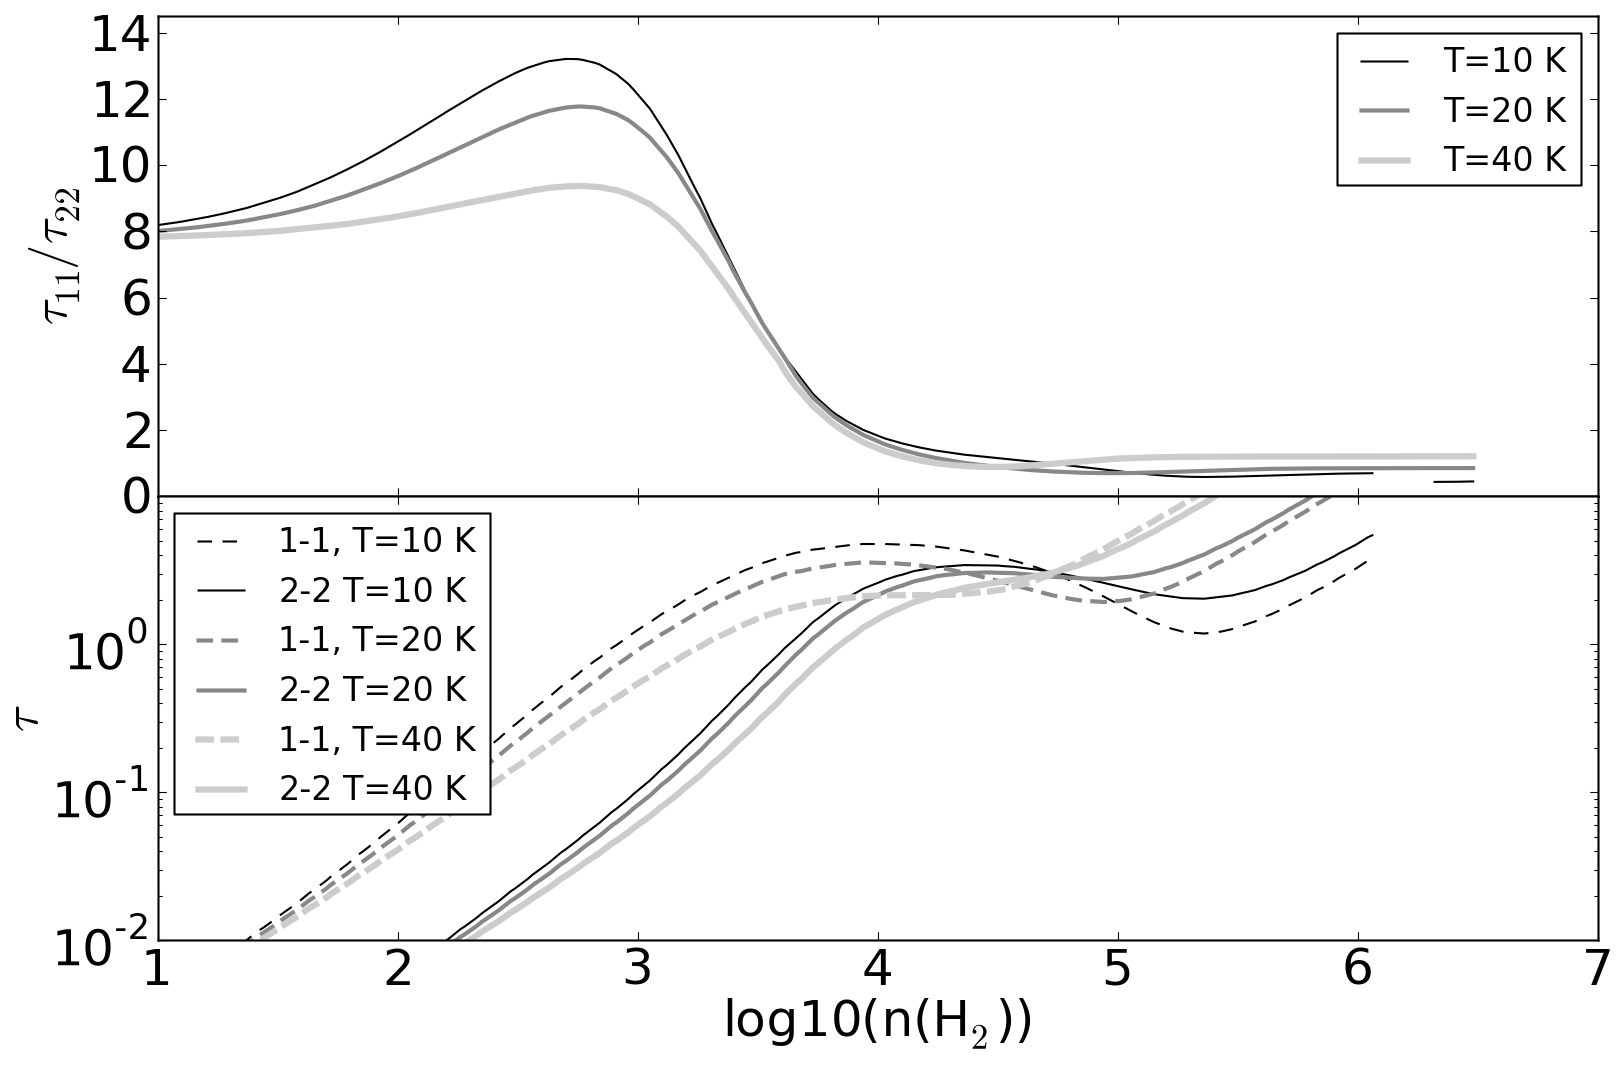 14
12
10
8
6
4
2
0
τ11/τ22
T=10 K
T=20 K
T=40 K
1-1, T=10 K
2-2 T=10 K
1-1, T=20 K
2-2 T=20 K
1-1, T=40 K
2-2 T=40 K
10^0
10^-1
10^-2
τ
1 2 3 4 5 6 7
log10(n(H2))